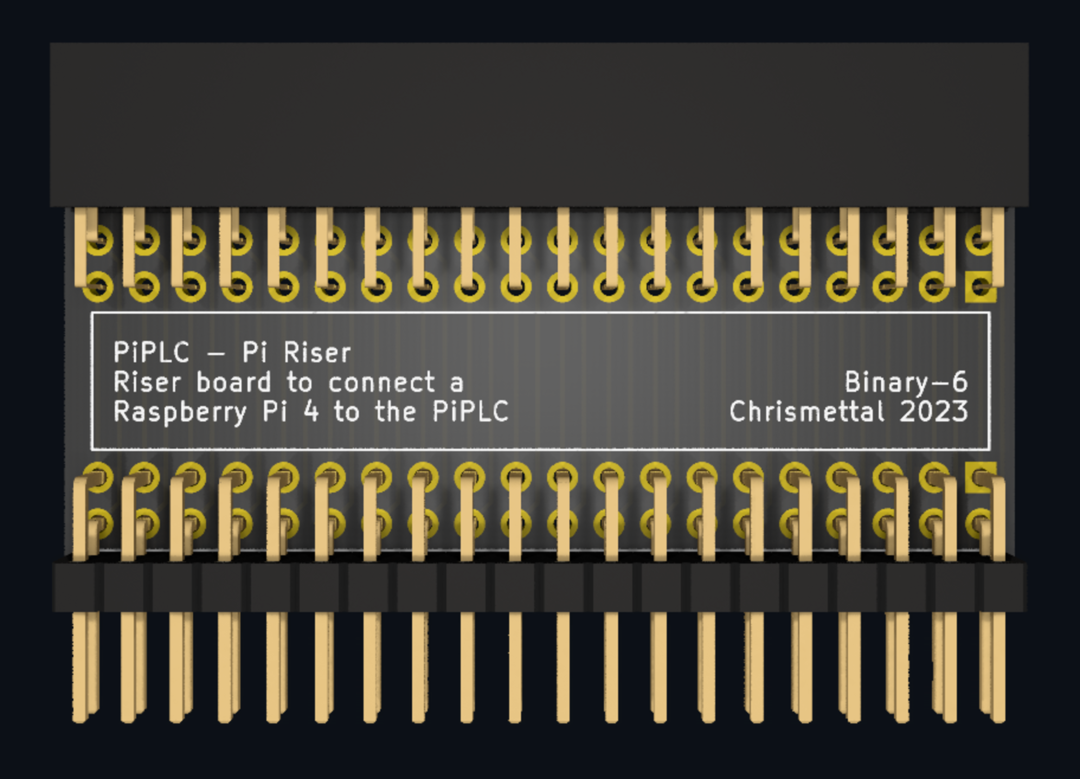 PiPLC – Pi Riser
Riser board to connect a
Raspberry Pi 4 to the PiPLC
Binary–6
Chrismettal 2023